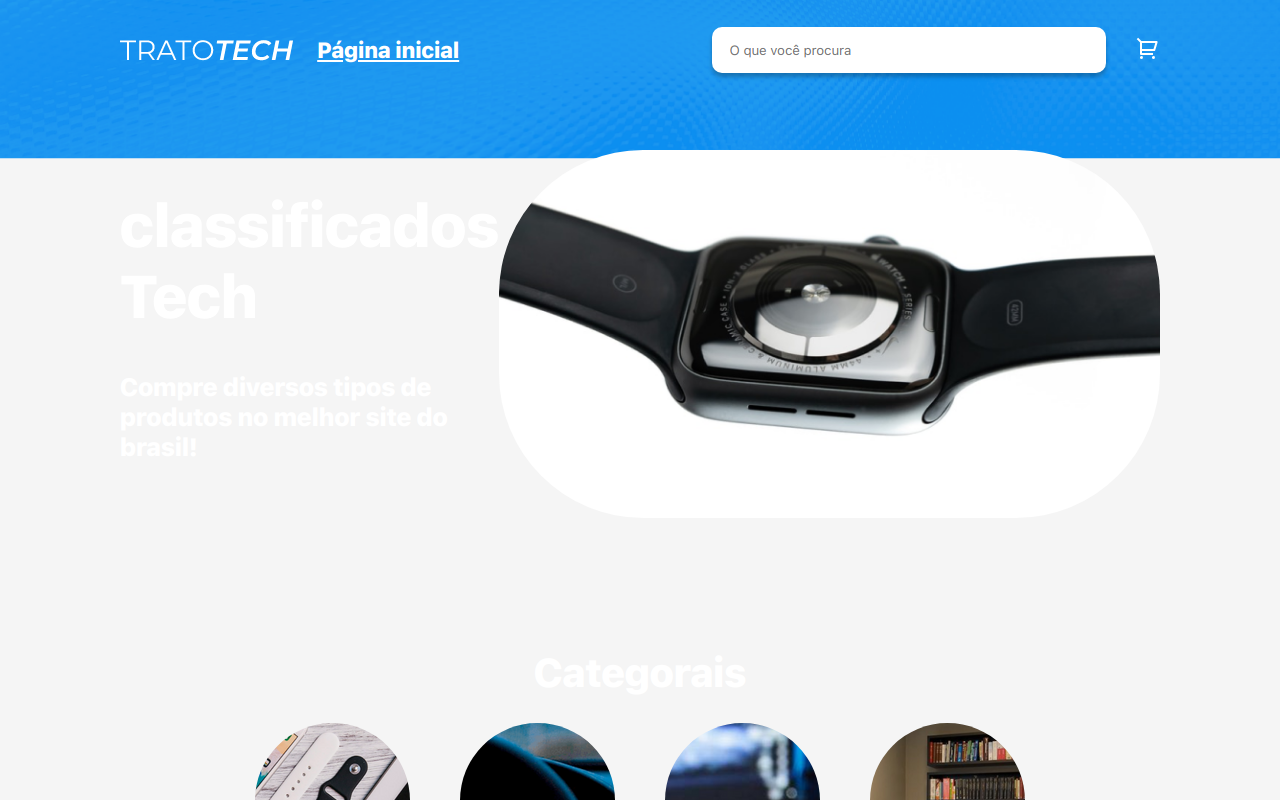 TRATOTECH Página inicial
O que você procura
classificados
Tech
Compre diversos tipos de
produtos no melhor site do
brasil!
Categorais